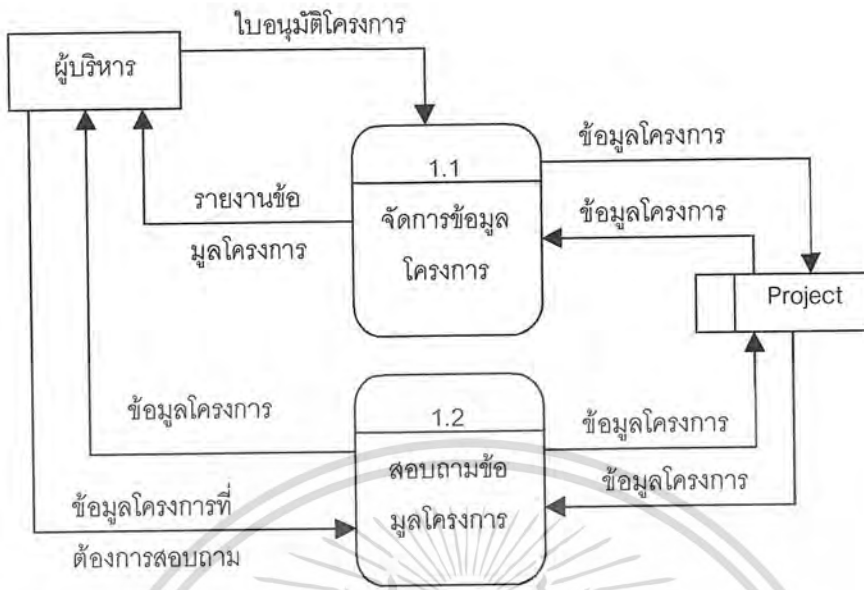 ใบอนุมัติโครงการ
ผู้บริหาร
ข้อมูลโครงการ
1.1
รายงานข้อ
มูลโครงการ
จัดการข้อมูล
โครงการ
ข้อมูลโครงการ
Project
ข้อมูลโครงการ
1.2
ข้อมูลโครงการ
สอบถามข้อ
มูลโครงการ
ข้อมูลโครงการ
ข้อมูลโครงการที่
ต้องการสอบถาม